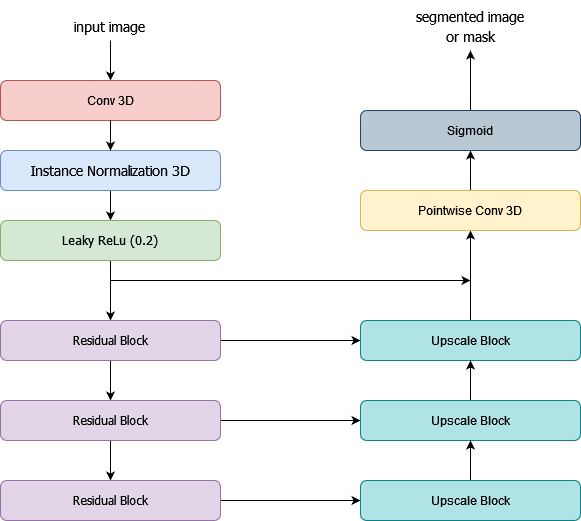 input image
Conv 3D
Instance Normalization 3D
Leaky ReLu (0.2)
Residual Block
Residual Block
Residual Block
segmented image
or mask
Sigmoid
Pointwise Conv 3D
Upscale Block
Upscale Block
Upscale Block